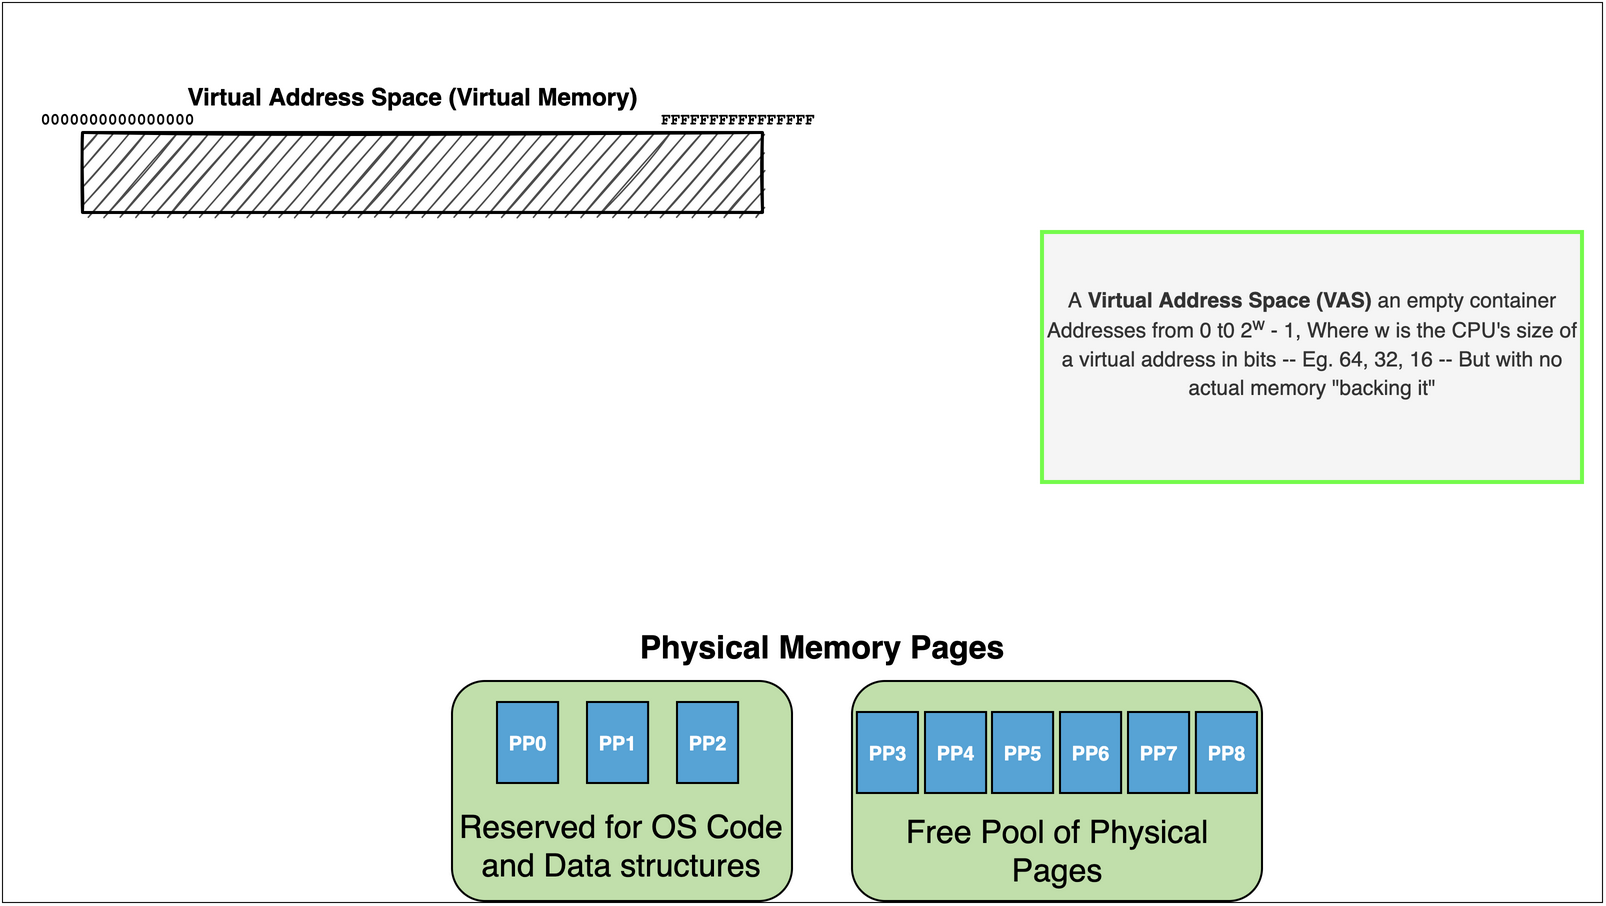 Virtual Address Space (Virtual Memory)
0000000000000000
FFFFFFFFFFFFFFFF
A Virtual Address Space (VAS) an empty container
Addresses from 0 t0 2^w - 1, Where w is the CPU's size of
a virtual address in bits -- Eg. 64, 32, 16 -- But with no
actual memory "backing it"
Physical Memory Pages
PP0
PP1
PP2
Reserved for OS Code
and Data structures
PP3
PP4
PP5
PP6
PP7
PP8
Free Pool of Physical
Pages